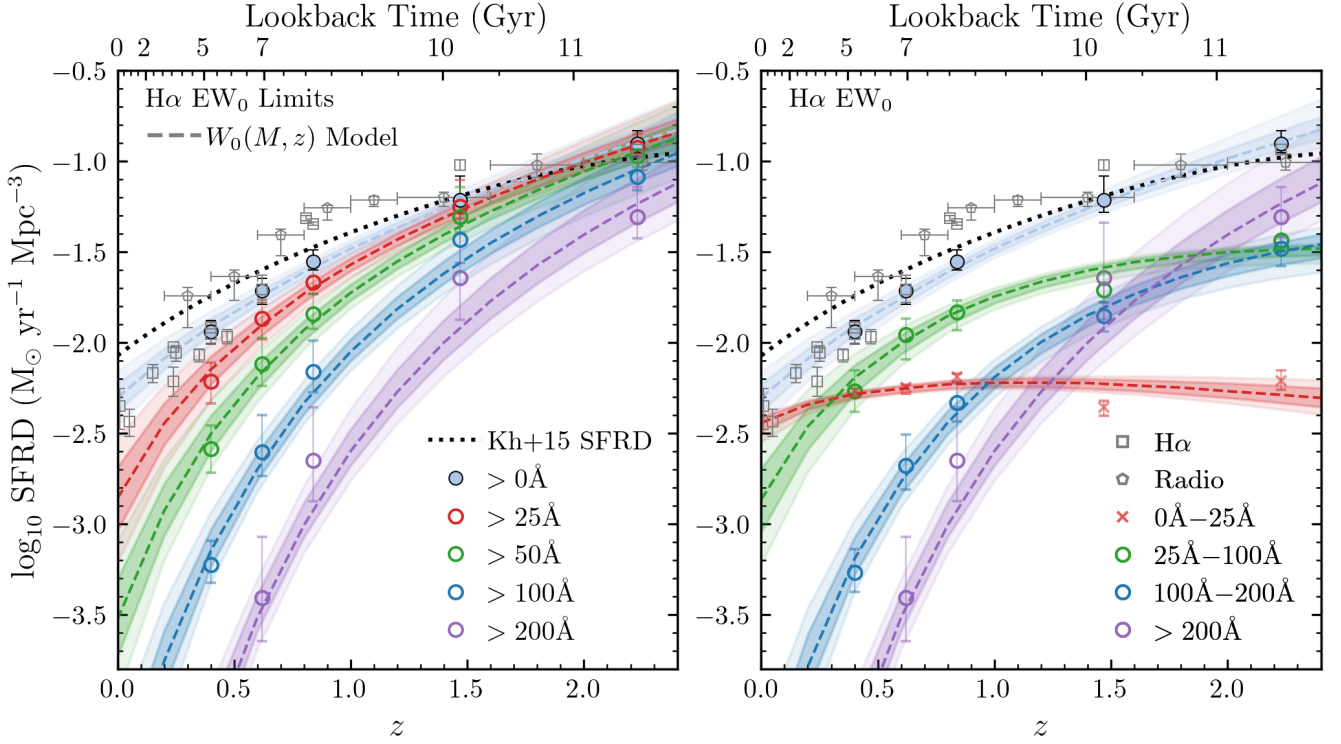 Lookback Time (Gyr)
0 2 3 5 7 10 11
Hα EW₀ Limits
W₀(M, z) Model
log₁₀ SFRD (M⊙ yr⁻¹ Mpc⁻³)
−0.5
−1.0
−1.5
−2.0
−2.5
−3.0
−3.5
Kh+15 SFRD
> 0Å
> 25Å
> 50Å
> 100Å
> 200Å
0.0 0.5 1.0 1.5 2.0
z
Lookback Time (Gyr)
0 2 3 5 7 10 11
Hα EW₀
−0.5
−1.0
−1.5
−2.0
−2.5
−3.0
−3.5
Hα
Radio
0Å−25Å
25Å−100Å
100Å−200Å
> 200Å
0.0 0.5 1.0 1.5 2.0
z